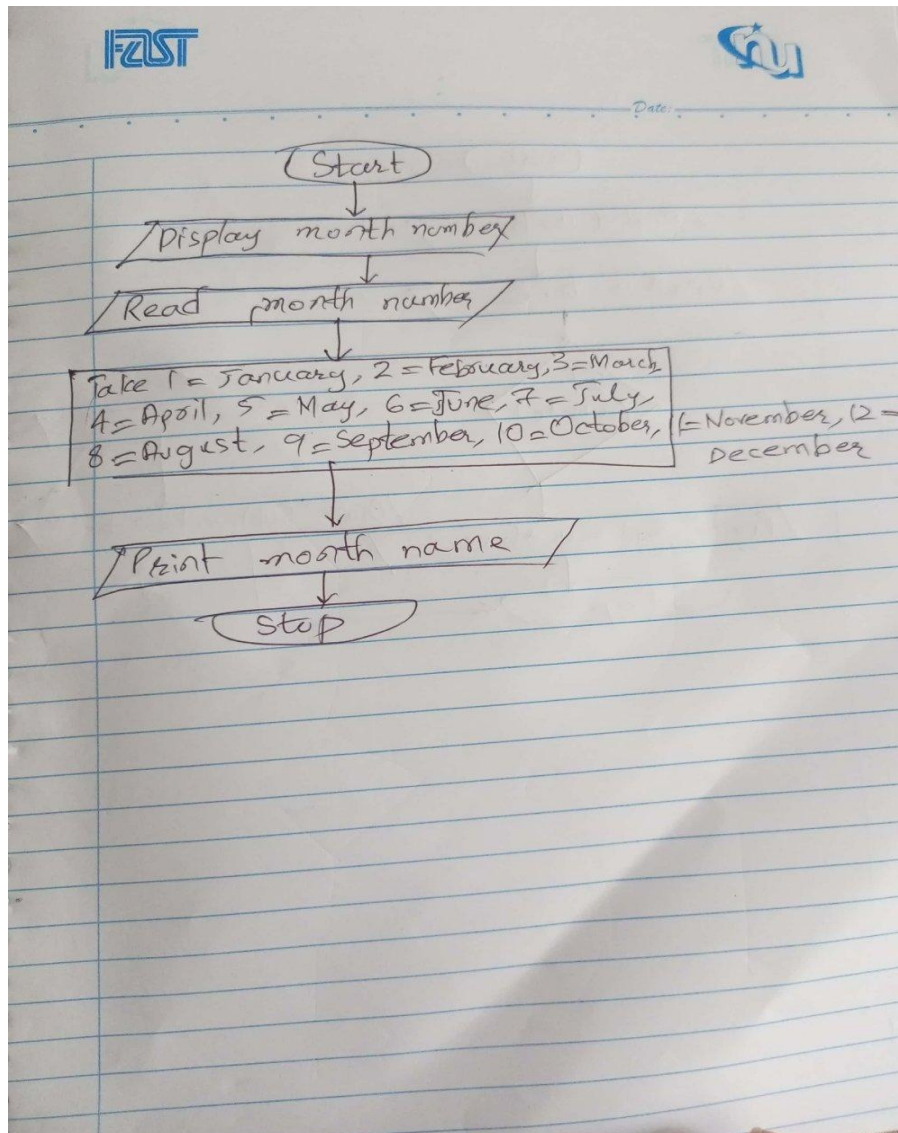 FAST
nu
Date:
Start
Display month number
Read month number
Take 1 = January, 2 = February, 3 = March
4 = April, 5 = May, 6 = June, 7 = July,
8 = August, 9 = September, 10 = October, 11 = November, 12 =
December
Print month name
Stop